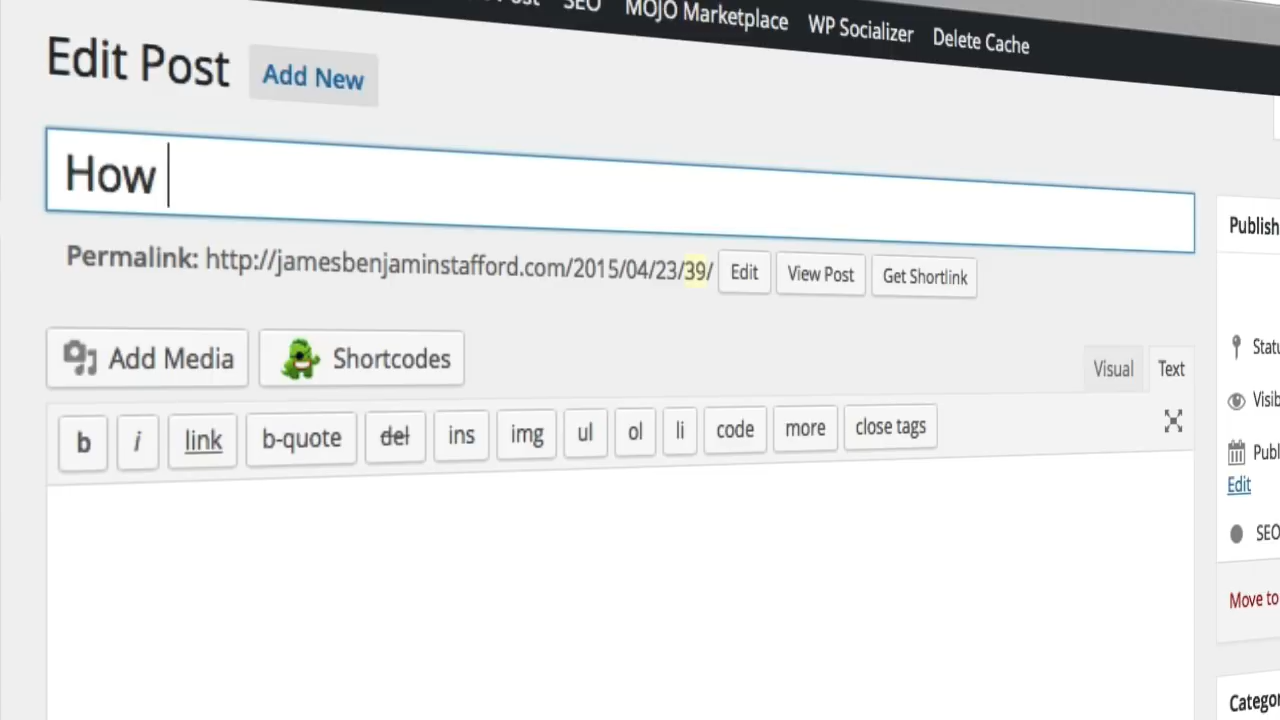 SEO MOJO Marketplace WP Socializer Delete Cache
Edit Post Add New
How
Permalink: http://jamesbenjaminstafford.com/2015/04/23/39/ Edit View Post Get Shortlink
Add Media Shortcodes
Visual Text
b i link b-quote del ins img ul ol li code more close tags
Publish
Edit
SEO
Move to